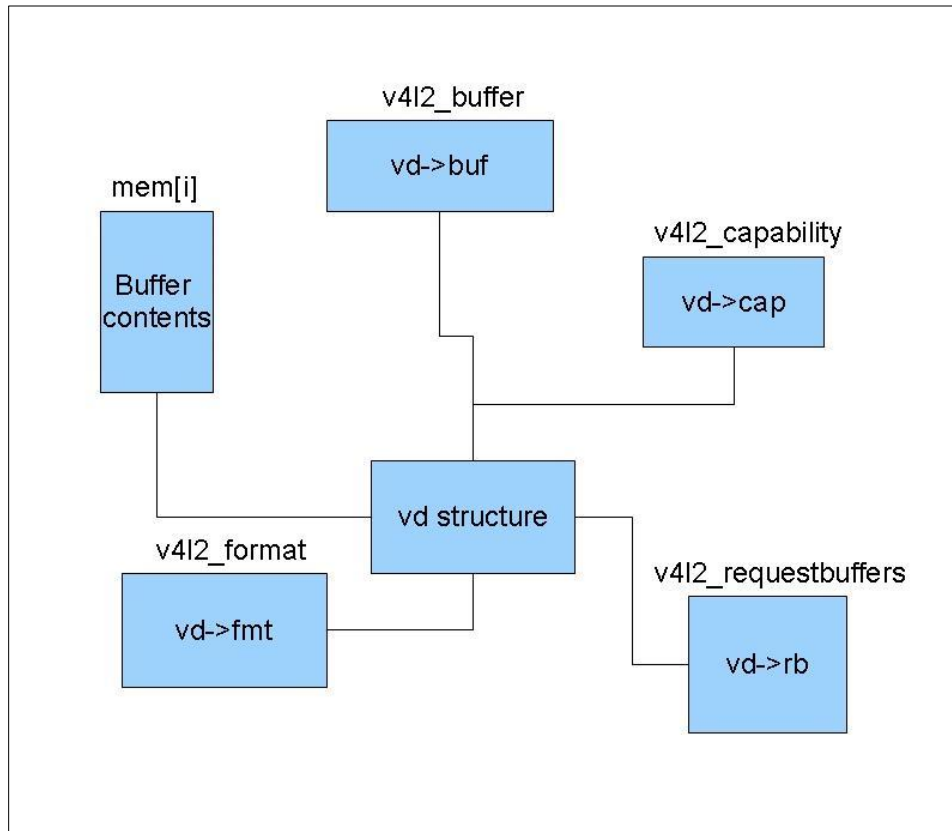 v4l2_buffer
vd->buf
mem[i]
Buffer
contents
v4l2_capability
vd->cap
vd structure
v4l2_format
vd->fmt
v4l2_requestbuffers
vd->rb